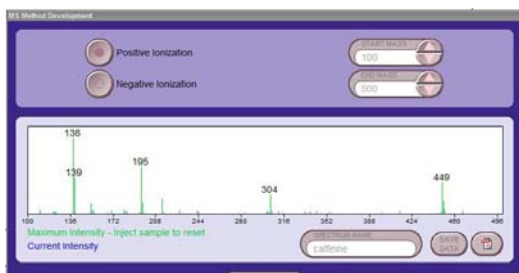 MS Method Development
Positive Ionization
START MASS
100
Negative Ionization
END MASS
500
138
139
195
304
449
100 136 172 208 244 280 316 352 388 424 460 496
Maximum Intensity - Inject sample to reset
Current Intensity
SPECTRUM NAME
caffeine
SAVE
DATA